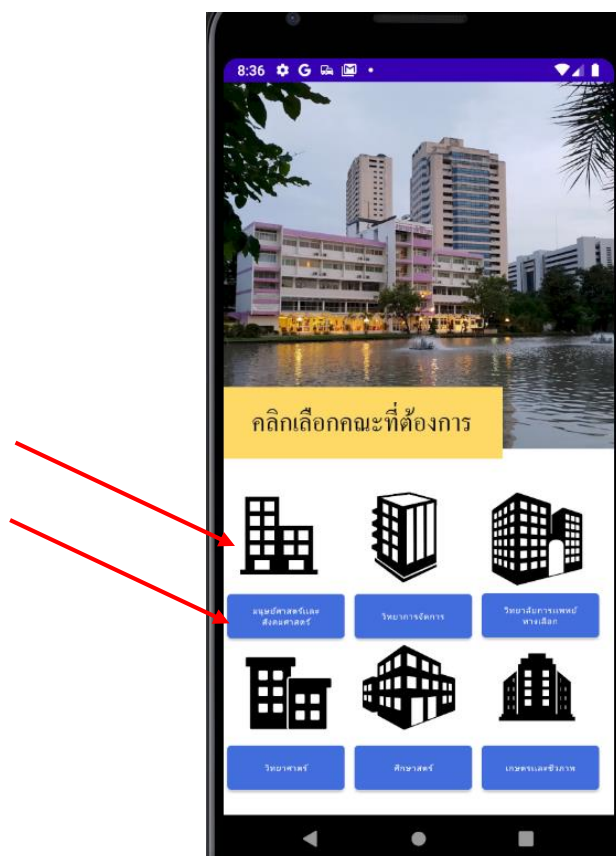 8:36
คลิกเลือกคณะที่ต้องการ
มนุษย์ศาสตร์และ
สังคมศาสตร์
วิทยาการจัดการ
วิทยาลัยการแพทย์
ทางเลือก
วิทยาศาตร์
ศึกษาสตร์
เกษตรและชีวภาพ